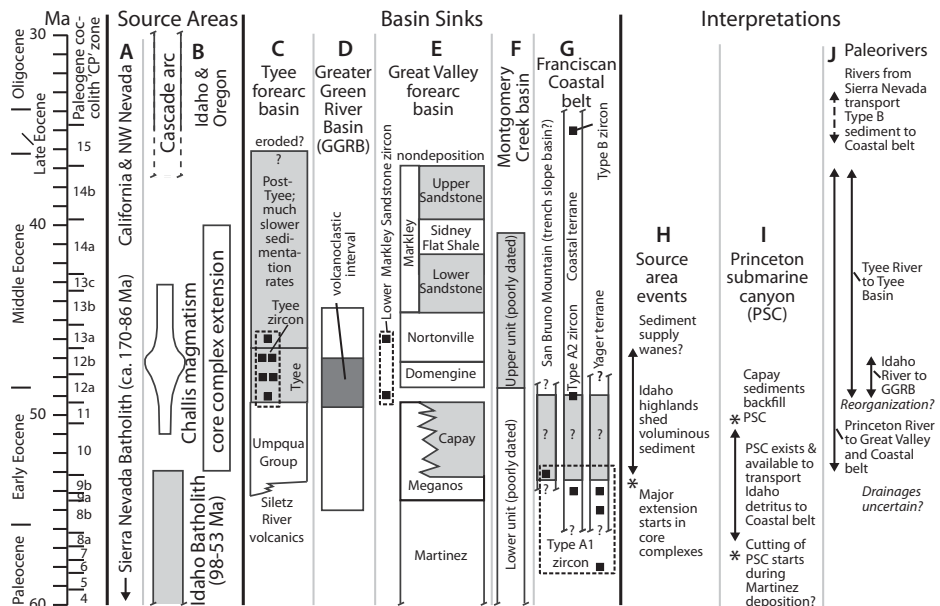 Ma
Source Areas
Basin Sinks
Interpretations
30
40
50
60
Oligocene
Late Eocene
Middle Eocene
Early Eocene
Paleocene
Paleogene coc-
colith 'CP' zone
15
14b
14a
13c
13b
13a
12b
12a
11
10
9b
9a
8b
8a
7
6
5
4
A
California & NW Nevada
Sierra Nevada Batholith (ca. 170-86 Ma)
B
Idaho &
Oregon
Cascade arc
Challis magmatism
core complex extension
Idaho Batholith
(98-53 Ma)
C
Tyee
forearc
basin
eroded?
?
Post-
Tyee;
much
slower
sedi-
mentation
rates
Tyee
zircon
Tyee
Umpqua
Group
Siletz
River
volcanics
D
Greater
Green
River
Basin
(GGRB)
volcanoclastic
interval
E
Great Valley
forearc
basin
Lower Markley Sandstone zircon
nondeposition
Markley
Upper
Sandstone
Sidney
Flat Shale
Lower
Sandstone
Nortonville
Domengine
Capay
Meganos
Martinez
F
Montgomery
Creek basin
Upper unit (poorly dated)
Lower unit (poorly dated)
G
Franciscan
Coastal
belt
San Bruno Mountain (trench slope basin?)
?
?
?
Coastal terrane
Type A2 zircon
?
?
?
Type B zircon
Yager terrane
?
?
?
Type A1
zircon
H
Source
area
events
Sediment
supply
wanes?
Idaho
highlands
shed
voluminous
sediment
*
Major
extension
starts in
core
complexes
I
Princeton
submarine
canyon
(PSC)
Capay
sediments
backfill
* PSC
PSC exists &
available to
transport
Idaho
detritus to
Coastal belt
* Cutting of
PSC starts
during
Martinez
deposition?
J Paleorivers
Rivers from
Sierra Nevada
transport
Type B
sediment to
Coastal belt
Tyee River
to Tyee
Basin
Idaho
River to
GGRB
Reorganization?
Princeton River
to Great Valley
and Coastal
belt
Drainages
uncertain?